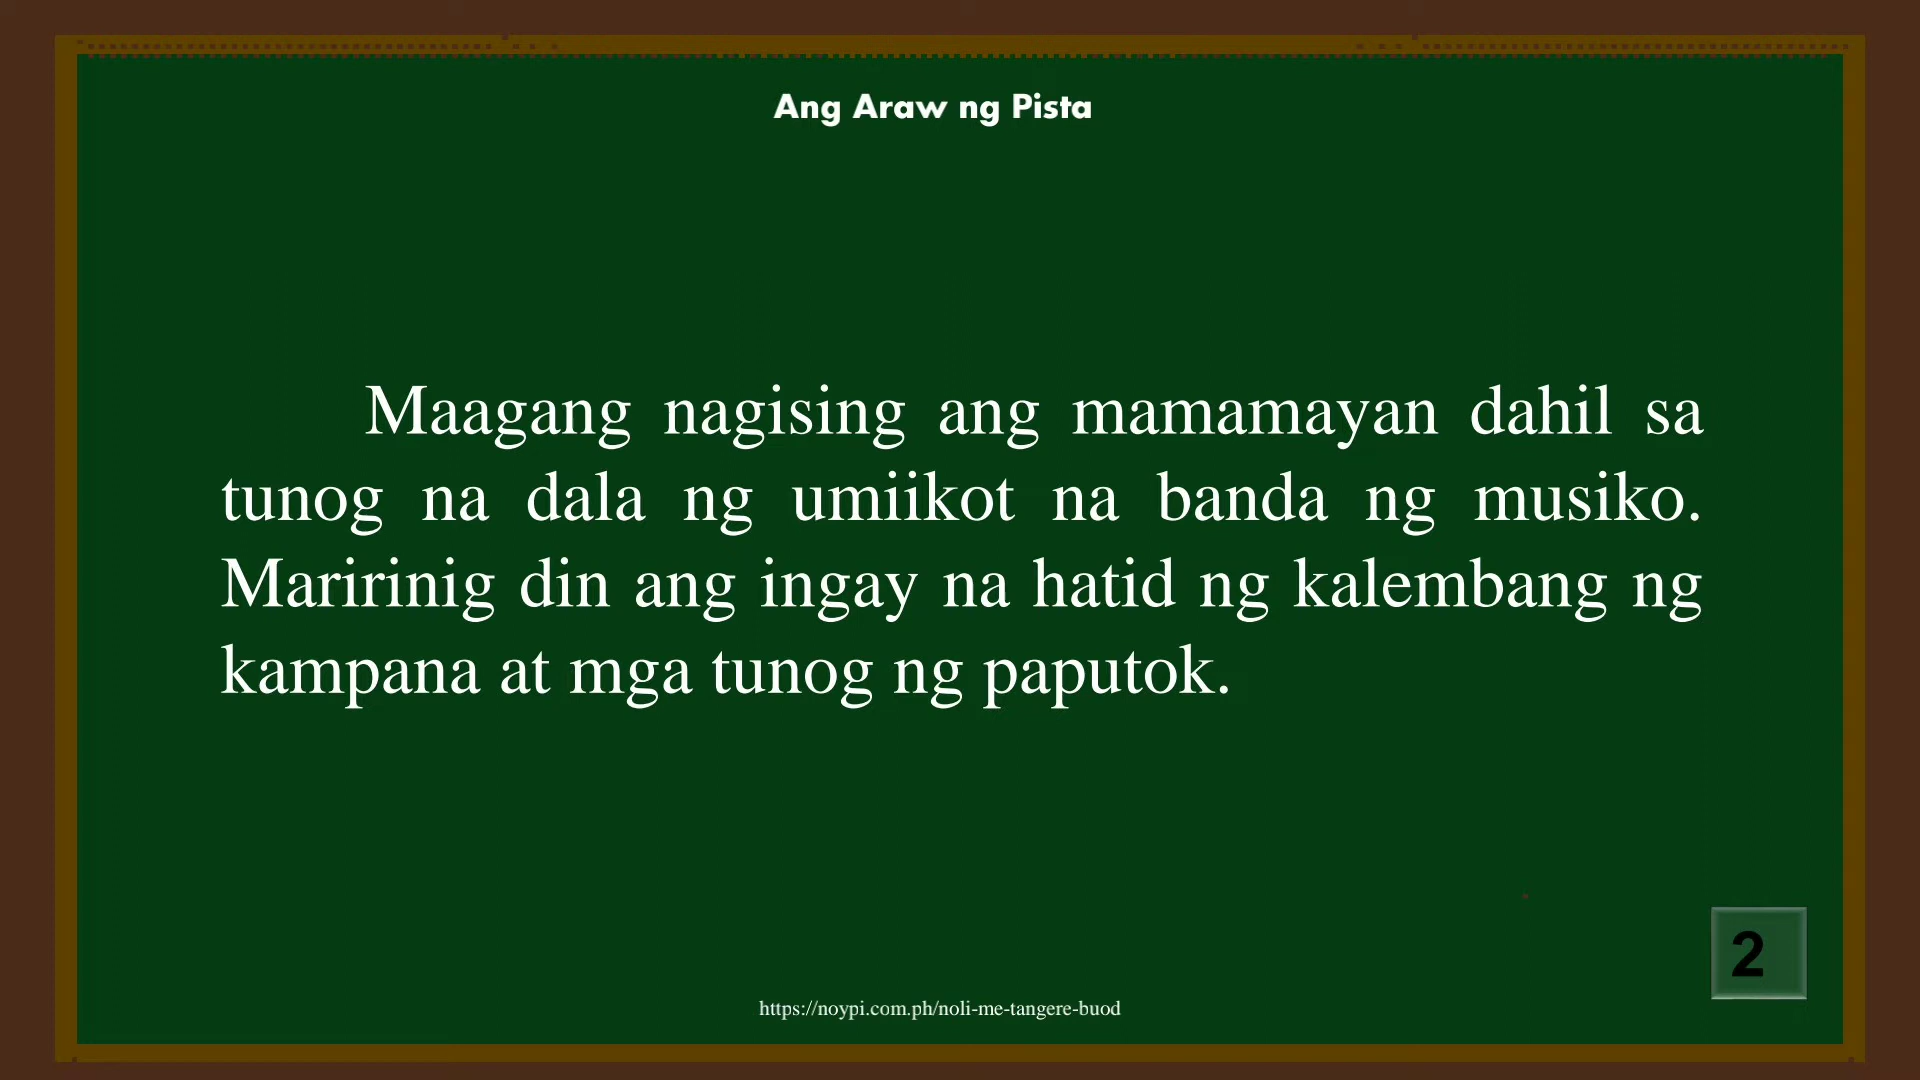 Ang Araw ng Pista
Maagang nagising ang mamamayan dahil sa
tunog na dala ng umiikot na banda ng musiko.
Maririnig din ang ingay na hatid ng kalembang ng
kampana at mga tunog ng paputok.
2
https://noypi.com.ph/noli-me-tangere-buod